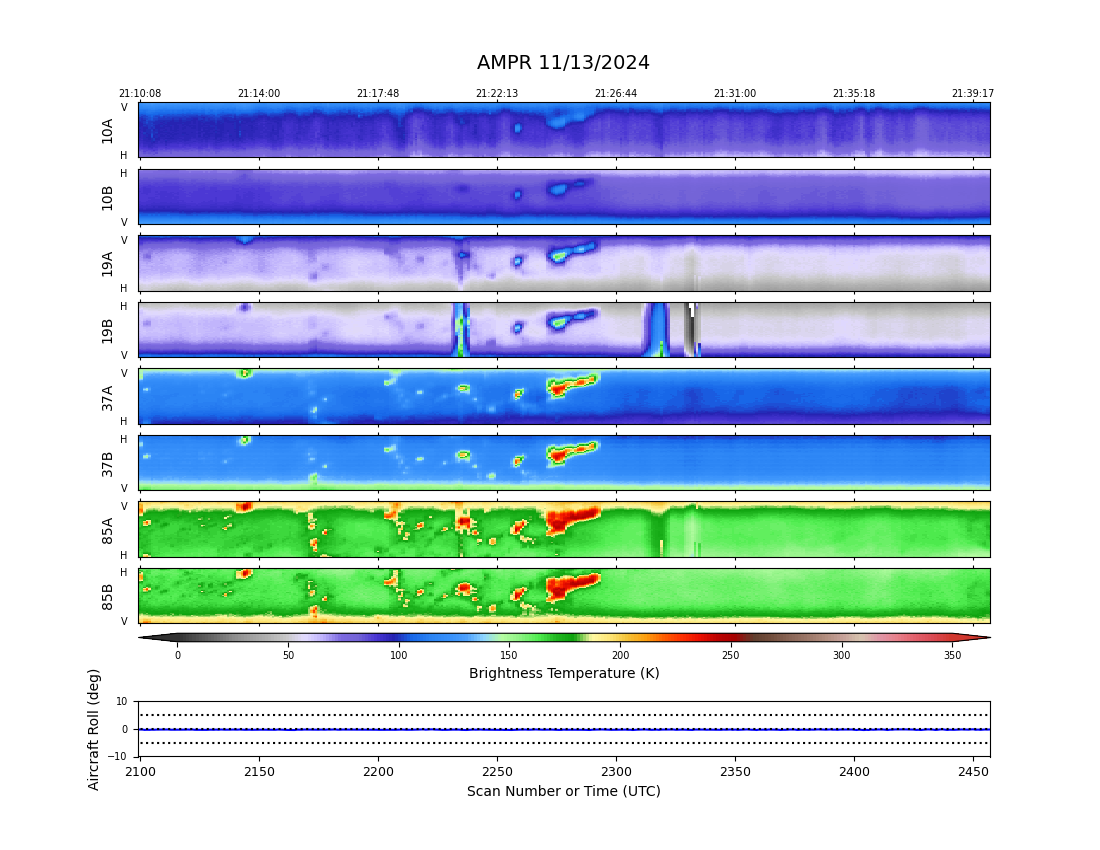 AMPR 11/13/2024
21:10:08 21:14:00 21:17:48 21:22:13 21:26:44 21:31:00 21:35:18 21:39:17
V
10A
H
H
10B
V
V
19A
H
H
19B
V
V
37A
H
H
37B
V
V
85A
H
H
85B
V
0 50 100 150 200 250 300 350
Brightness Temperature (K)
Aircraft Roll (deg)
10
0
−10
2100 2150 2200 2250 2300 2350 2400 2450
Scan Number or Time (UTC)